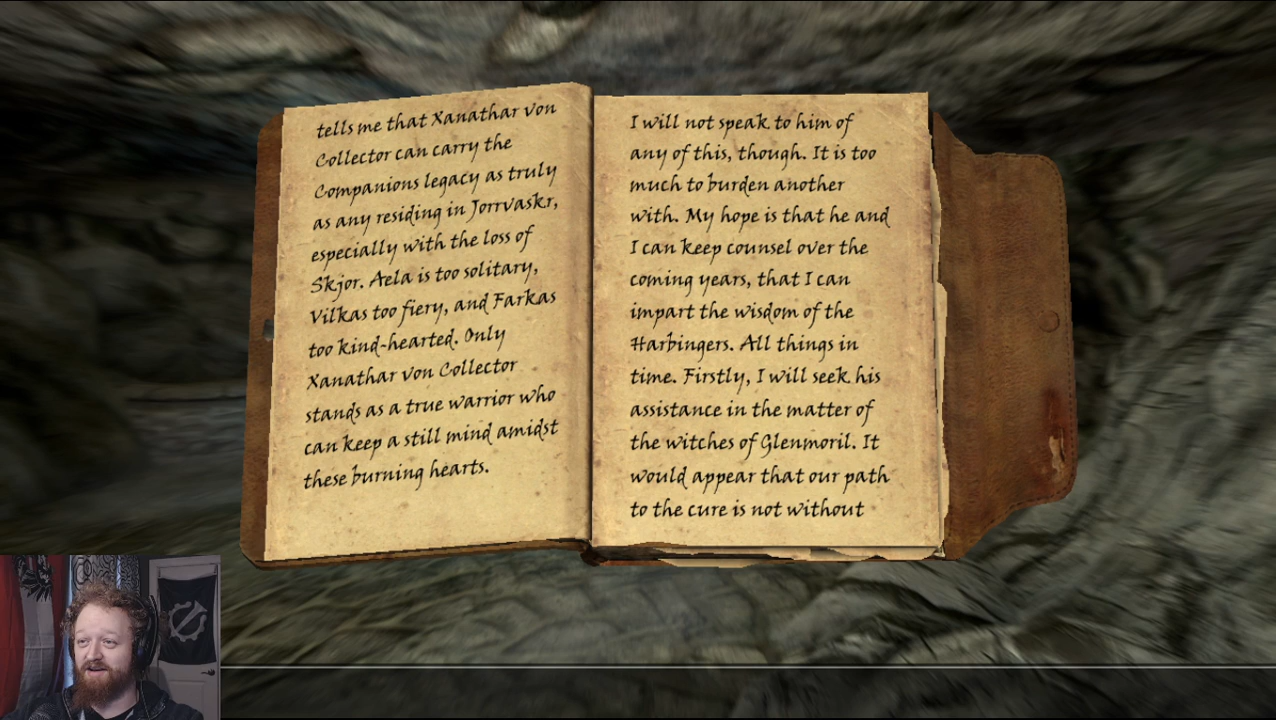 tells me that Xanathar von
Collector can carry the
Companions legacy as truly
as any residing in Jorrvaskr,
especially with the loss of
Skjor. Aela is too solitary,
Vilkas too fiery, and Farkas
too kind-hearted. Only
Xanathar von Collector
stands as a true warrior who
can keep a still mind amidst
these burning hearts.
I will not speak to him of
any of this, though. It is too
much to burden another
with. My hope is that he and
I can keep counsel over the
coming years, that I can
impart the wisdom of the
Harbingers. All things in
time. Firstly, I will seek his
assistance in the matter of
the witches of Glenmoril. It
would appear that our path
to the cure is not without